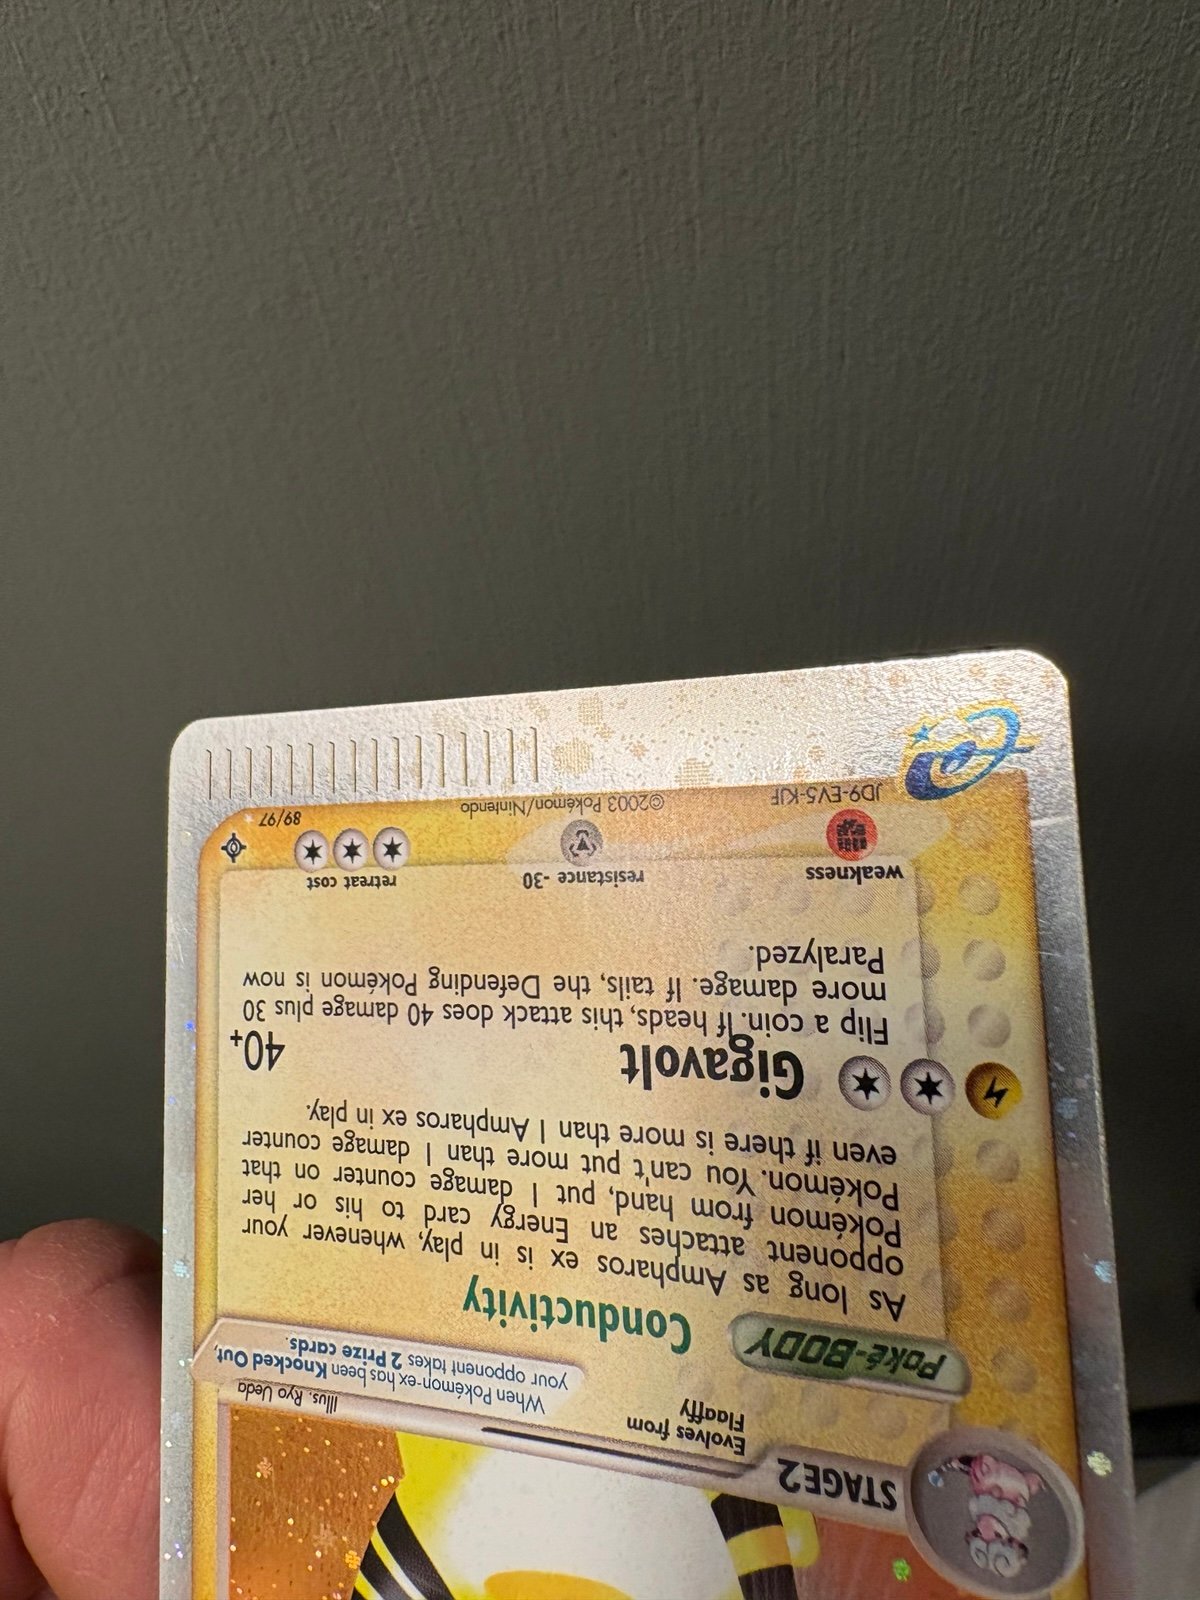 STAGE2
Evolves from
Flaaffy
Illus. Ryo Ueda
When Pokémon-ex has been Knocked Out,
your opponent takes 2 Prize cards.
Poké-BODY Conductivity
As long as Ampharos ex is in play, whenever your
opponent attaches an Energy card to his or her
Pokémon from hand, put 1 damage counter on that
Pokémon. You can't put more than 1 damage counter
even if there is more than 1 Ampharos ex in play.
Gigavolt 40+
Flip a coin. If heads, this attack does 40 damage plus 30
more damage. If tails, the Defending Pokémon is now
Paralyzed.
weakness resistance -30 retreat cost
JD9-EV5-KJF ©2003 Pokémon/Nintendo 89/97
e